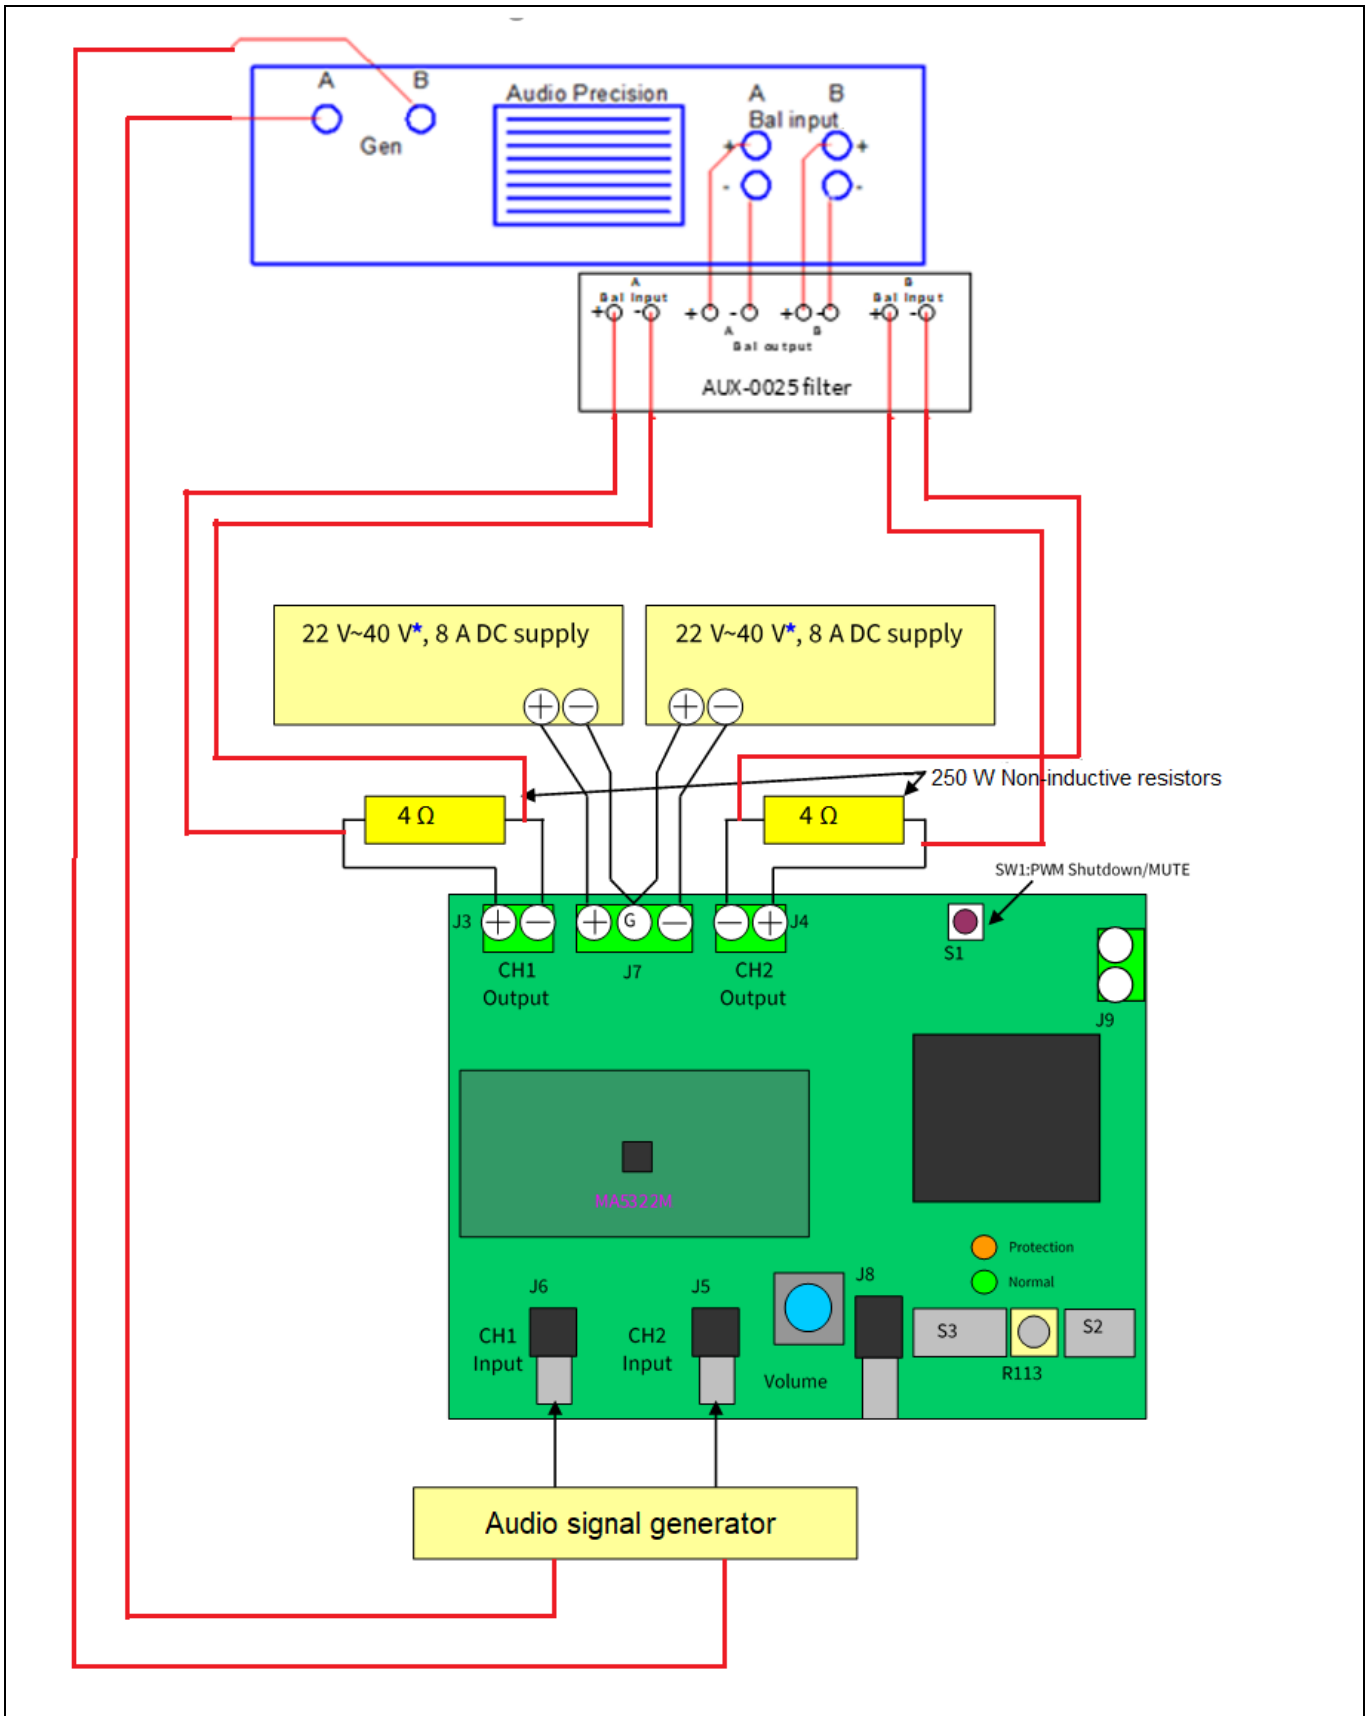 A B
Gen
Audio Precision
A B
Bal input
+ +
- -
A
Bal Input
+ -
+ - + -
A B
Bal output
B
Bal Input
+ -
AUX-0025 filter
22 V~40 V*, 8 A DC supply
+ −
22 V~40 V*, 8 A DC supply
+ −
250 W Non-inductive resistors
4 Ω
4 Ω
SW1:PWM Shutdown/MUTE
J3 + −
+ G −
− + J4
S1
CH1
Output
J7
CH2
Output
J9
MA5322M
Protection
Normal
J6
J5
J8
CH1
Input
CH2
Input
Volume
S3
S2
R113
Audio signal generator